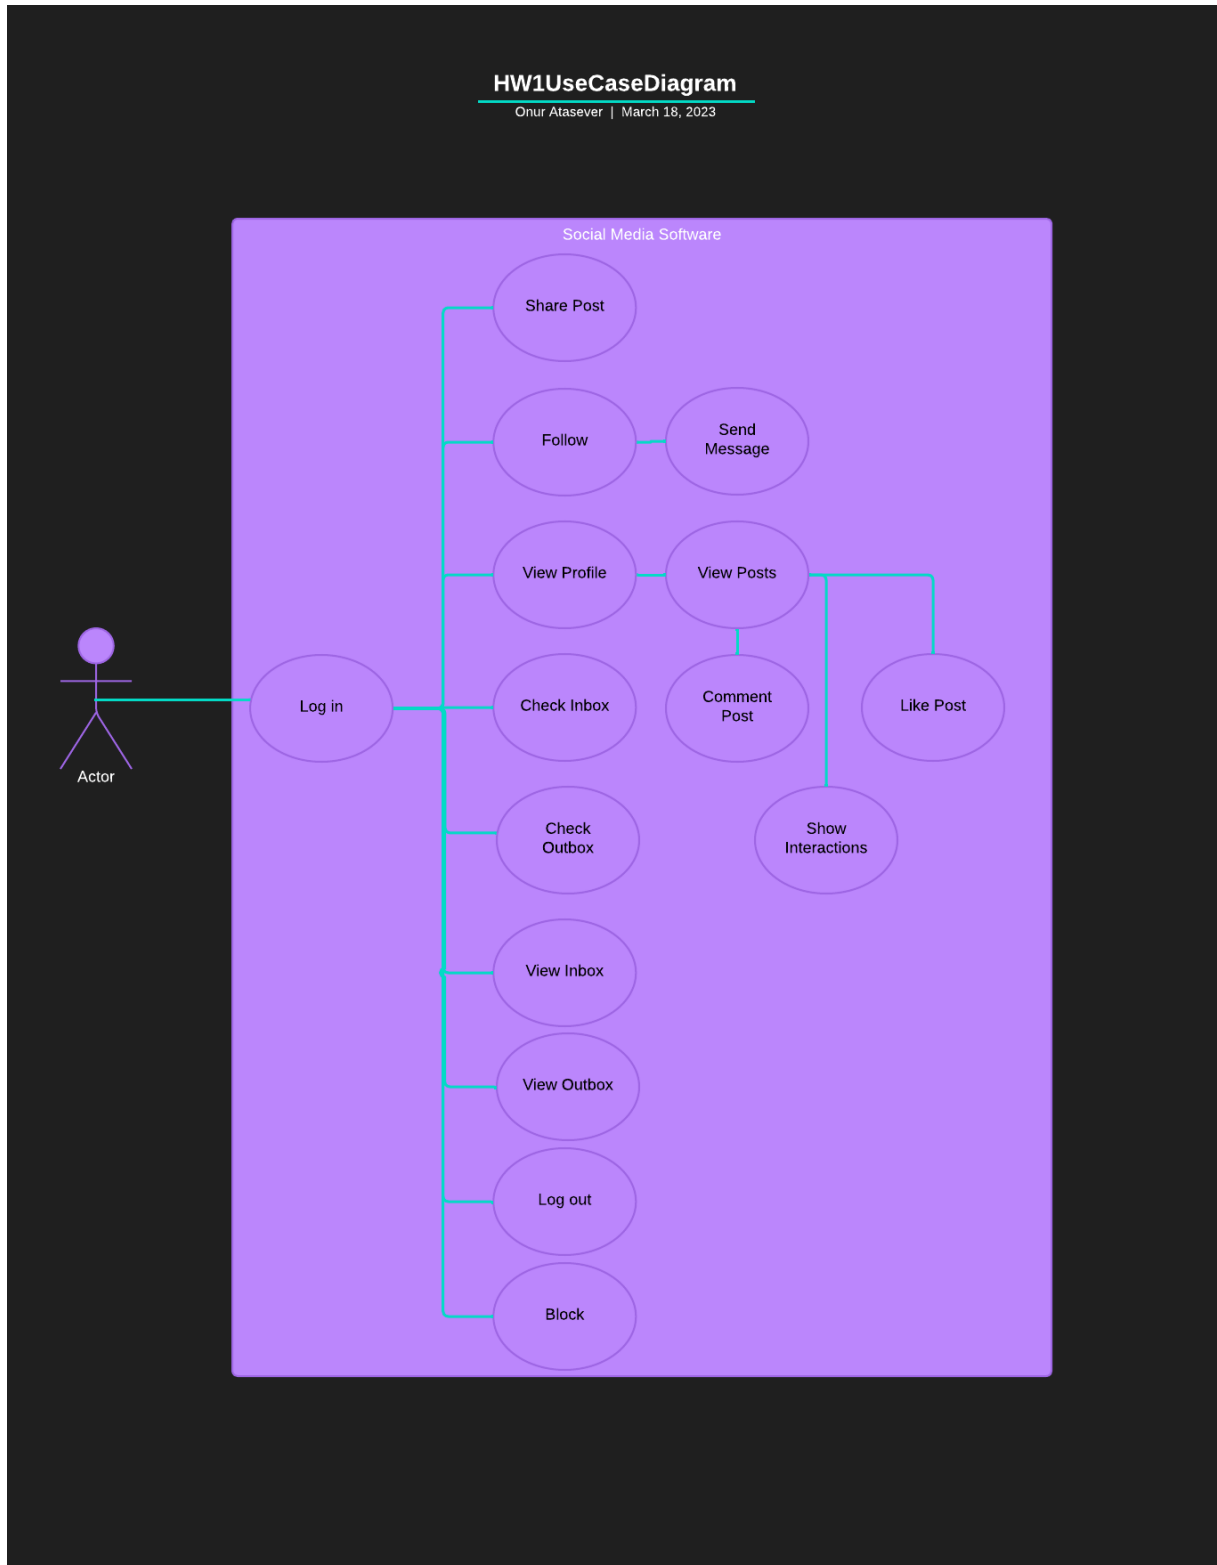 HW1UseCaseDiagram
Onur Atasever | March 18, 2023
Social Media Software
Share Post
Follow
Send
Message
View Profile
View Posts
Actor
Log in
Check Inbox
Comment
Post
Like Post
Check
Outbox
Show
Interactions
View Inbox
View Outbox
Log out
Block